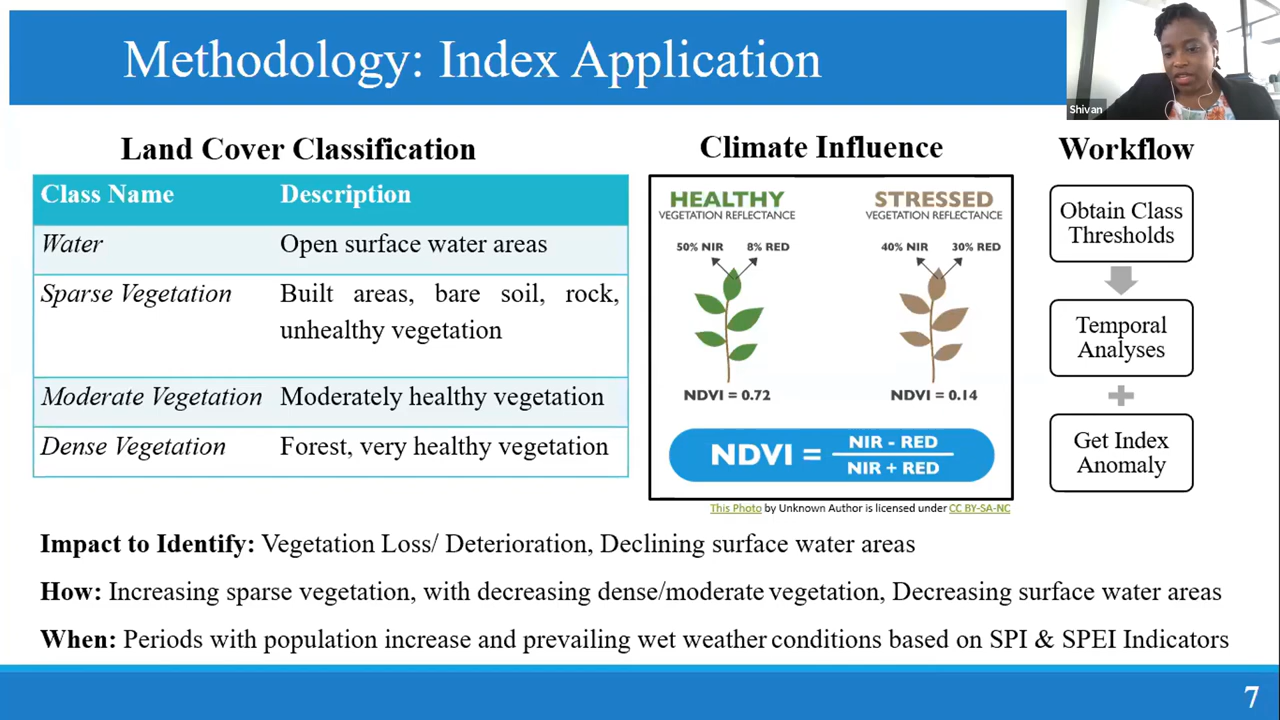 Methodology: Index Application
Shivan
Land Cover Classification
Class Name Description
Water Open surface water areas
Sparse Vegetation Built areas, bare soil, rock,
unhealthy vegetation
Moderate Vegetation Moderately healthy vegetation
Dense Vegetation Forest, very healthy vegetation
Climate Influence
HEALTHY
VEGETATION REFLECTANCE
50% NIR 8% RED
NDVI = 0.72
STRESSED
VEGETATION REFLECTANCE
40% NIR 30% RED
NDVI = 0.14
NDVI = NIR - RED
NIR + RED
This Photo by Unknown Author is licensed under CC BY-SA-NC
Workflow
Obtain Class
Thresholds
Temporal
Analyses
Get Index
Anomaly
Impact to Identify: Vegetation Loss/ Deterioration, Declining surface water areas
How: Increasing sparse vegetation, with decreasing dense/moderate vegetation, Decreasing surface water areas
When: Periods with population increase and prevailing wet weather conditions based on SPI & SPEI Indicators
7